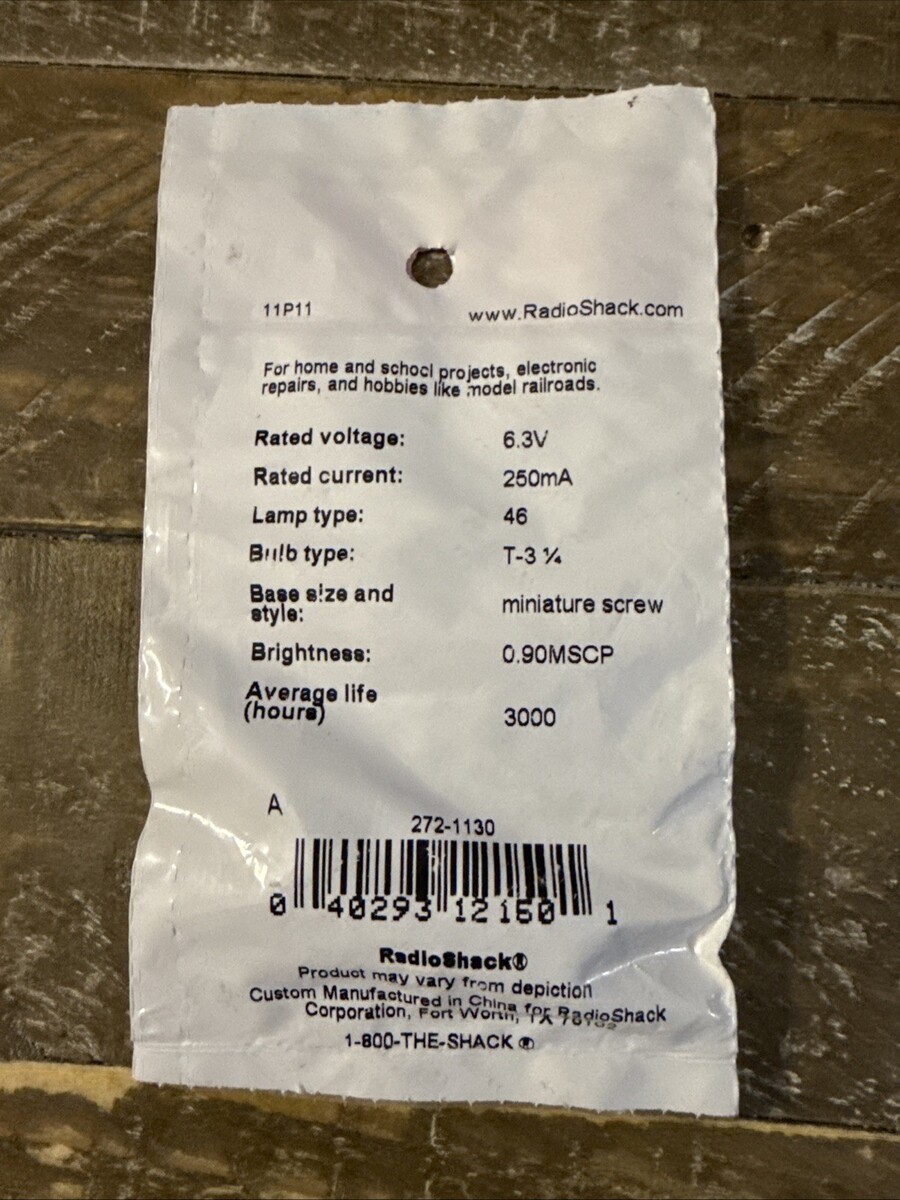 11P11 www.RadioShack.com
For home and school projects, electronic
repairs, and hobbies like model railroads.
Rated voltage: 6.3V
Rated current: 250mA
Lamp type: 46
Bulb type: T-3 ¼
Base size and
style: miniature screw
Brightness: 0.90MSCP
Average life
(hours) 3000
A
272-1130
0 40293 12160 1
RadioShack®
Product may vary from depiction
Custom Manufactured in China for RadioShack
Corporation, Fort Worth, TX 76102
1-800-THE-SHACK ®